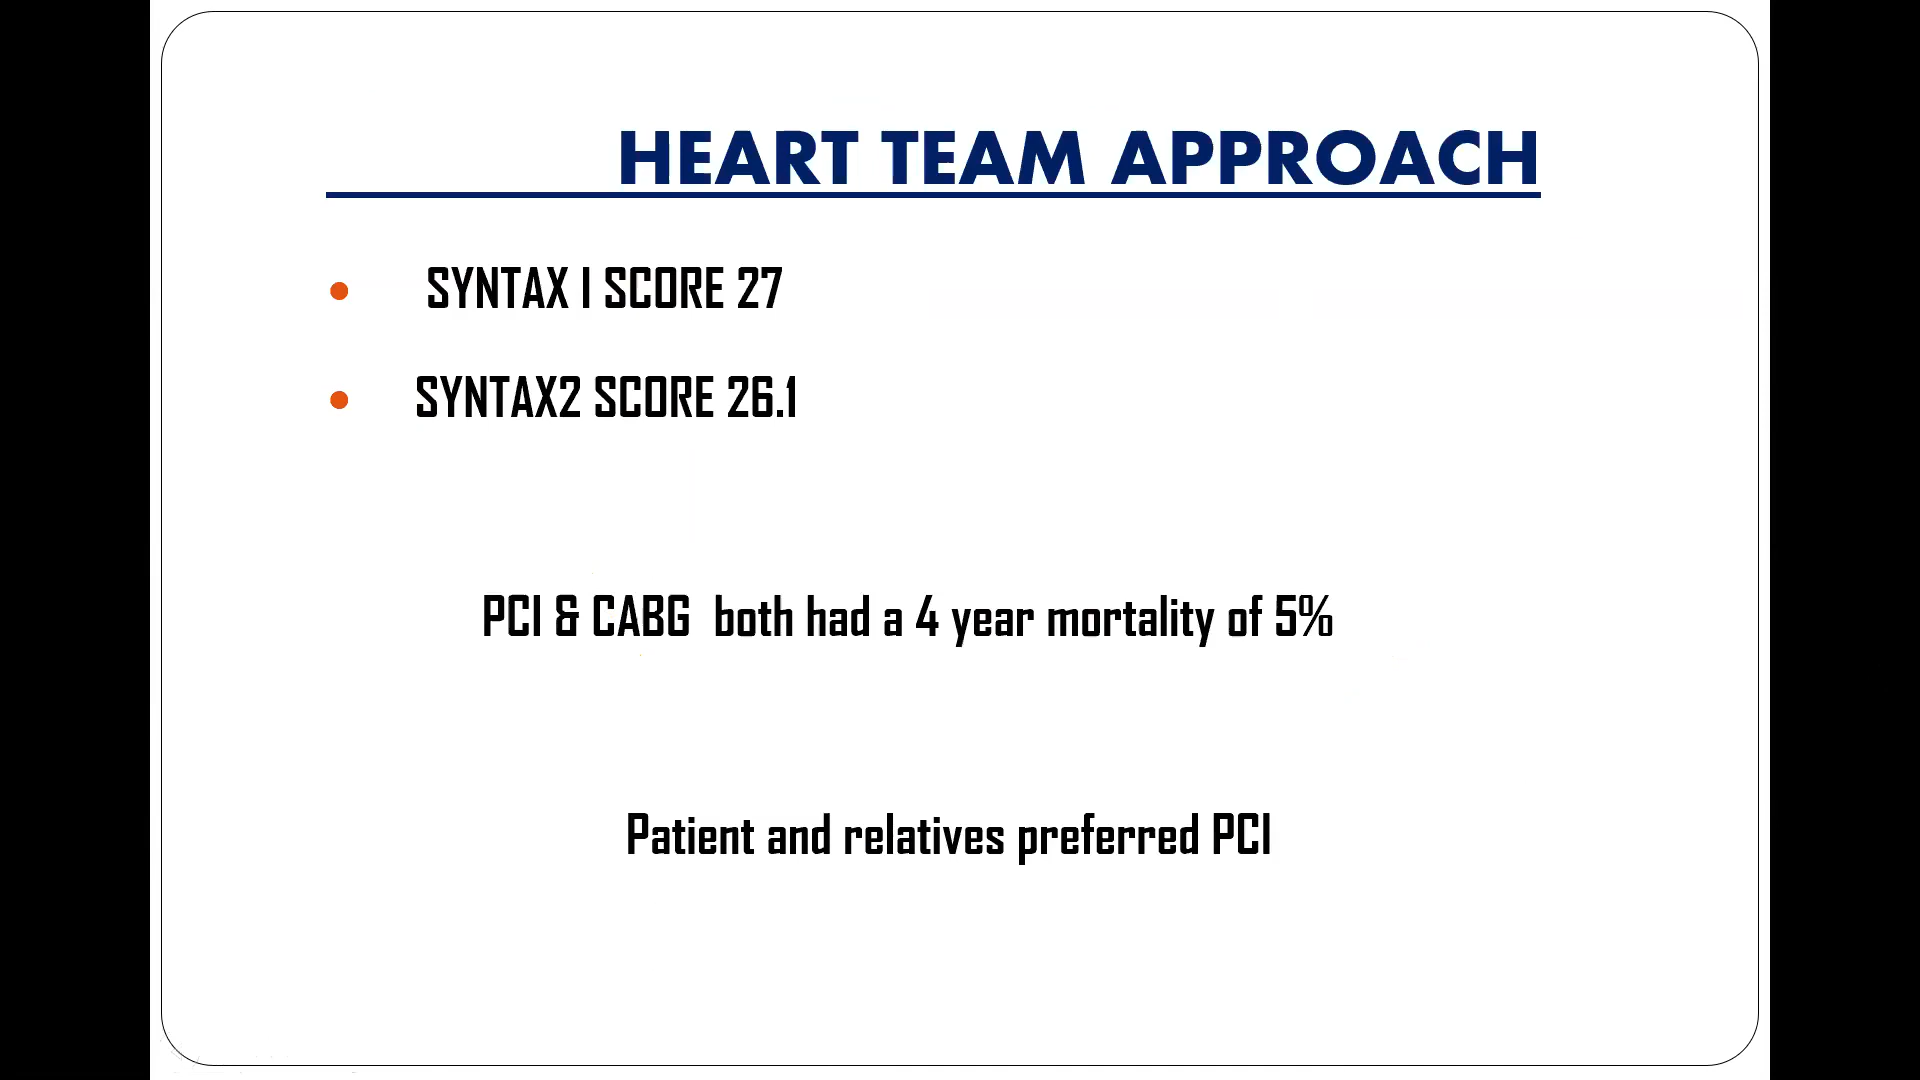 HEART TEAM APPROACH
SYNTAX I SCORE 27
SYNTAX2 SCORE 26.1
PCI & CABG both had a 4 year mortality of 5%
Patient and relatives preferred PCI